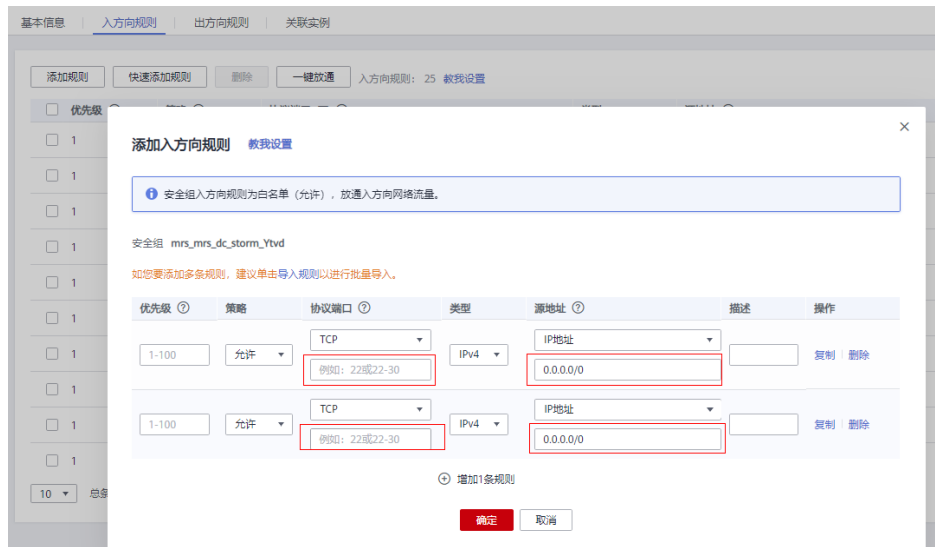 基本信息 入方向规则 出方向规则 关联实例
添加规则 快速添加规则 删除 一键放通 入方向规则: 25 教我设置
优先级
1
1
1
1
1
1
1
1
1
1
10 总条
添加入方向规则 教我设置
安全组入方向规则为白名单（允许），放通入方向网络流量。
安全组 mrs_mrs_dc_storm_Ytvd
如您要添加多条规则，建议单击导入规则以进行批量导入。
优先级 策略 协议端口 类型 源地址 描述 操作
TCP IP地址
1-100 允许 IPv4 复制 删除
例如：22或22-30 0.0.0.0/0
TCP IP地址
1-100 允许 IPv4 复制 删除
例如：22或22-30 0.0.0.0/0
增加1条规则
确定 取消